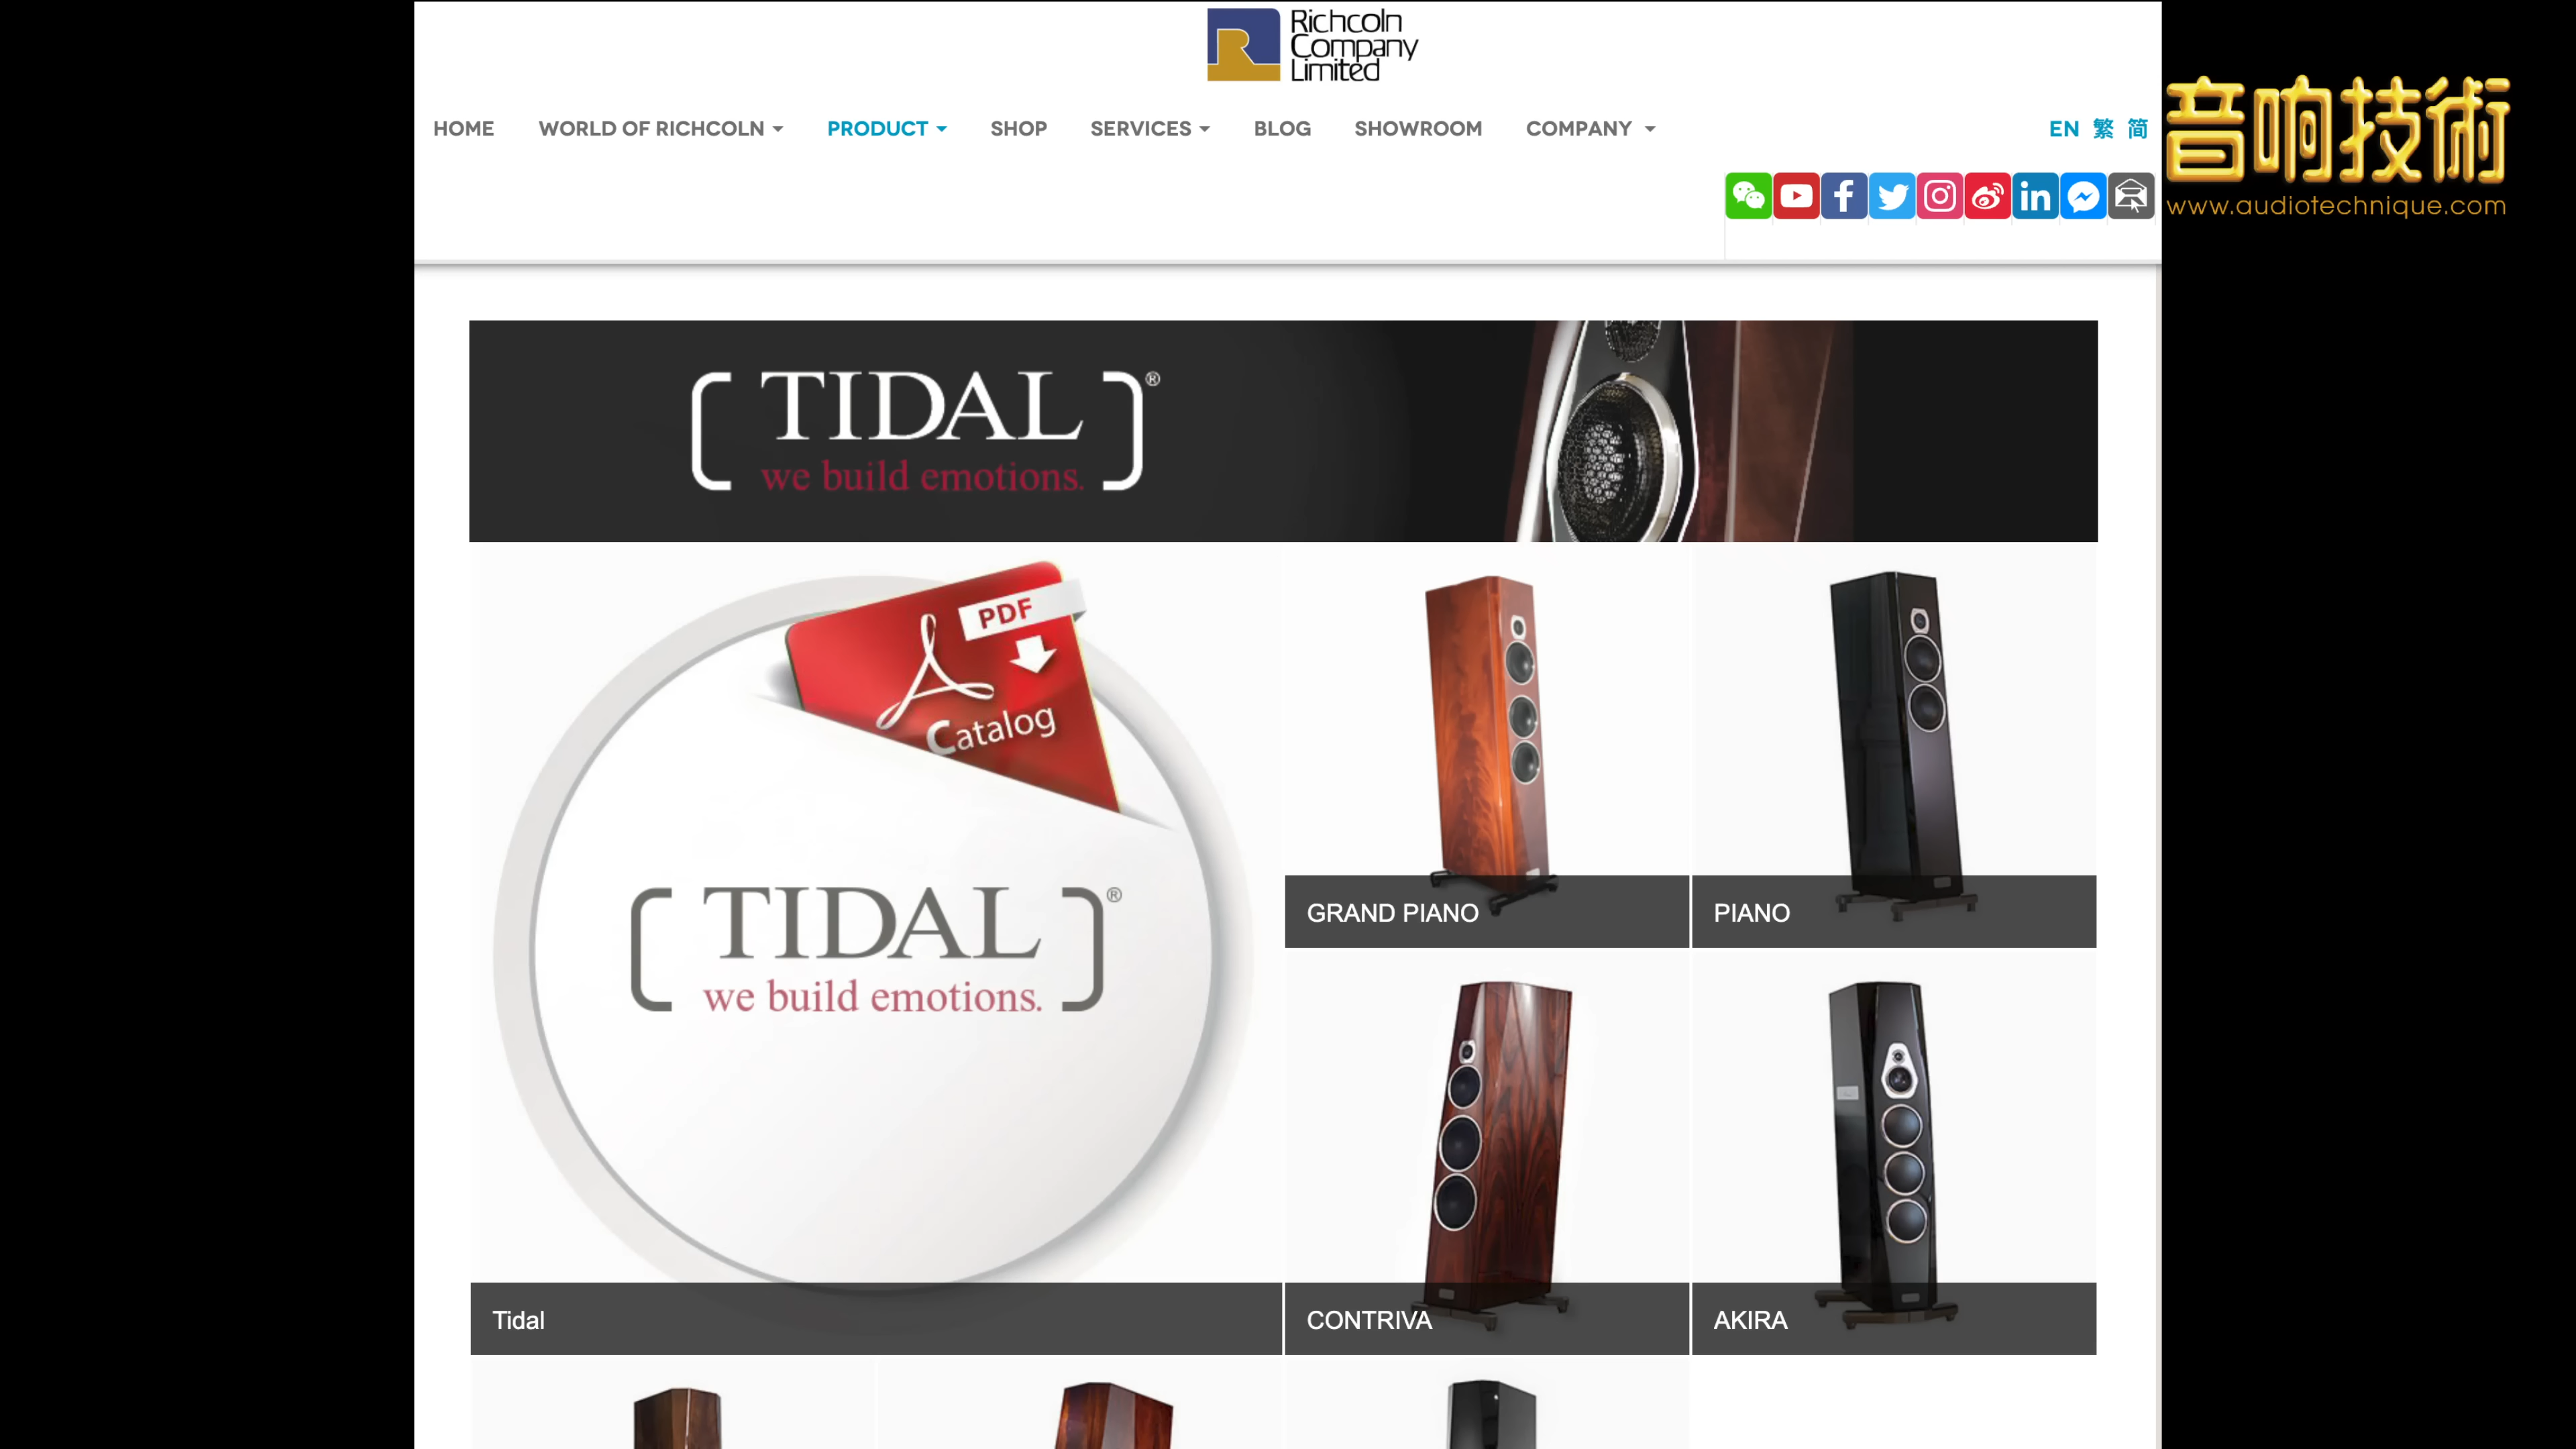 Richcoln
Company
Limited
HOME WORLD OF RICHCOLN PRODUCT SHOP SERVICES BLOG SHOWROOM COMPANY EN 繁 简
音响技術
www.audiotechnique.com
[TIDAL]®
we build emotions.
PDF
Catalog
[TIDAL]®
we build emotions.
GRAND PIANO
PIANO
Tidal
CONTRIVA
AKIRA